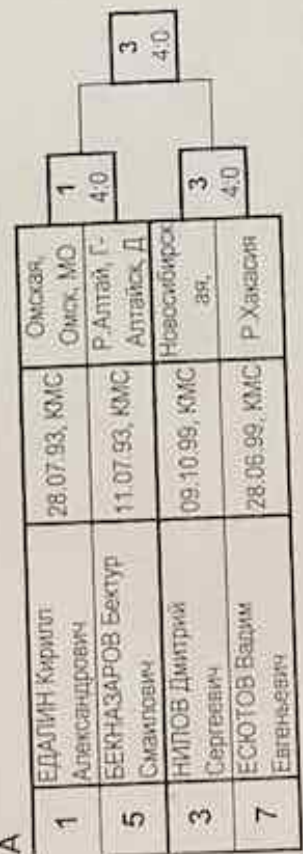 А
1
ЕДАЛИН Кирилл
Александрович
28.07.93, КМС
Омская,
Омск, МО
5
БЕКНАЗАРОВ Бектур
Смаилович
11.07.93, КМС
Р.Алтай, Г-
Алтайск, Д
3
НИЛОВ Дмитрий
Сергеевич
09.10.99, КМС
Новосибирск
ая,
7
ЕСЮТОВ Вадим
Евгеньевич
28.06.99, КМС
Р.Хакасия
1
4:0
3
4:0
3
4:0